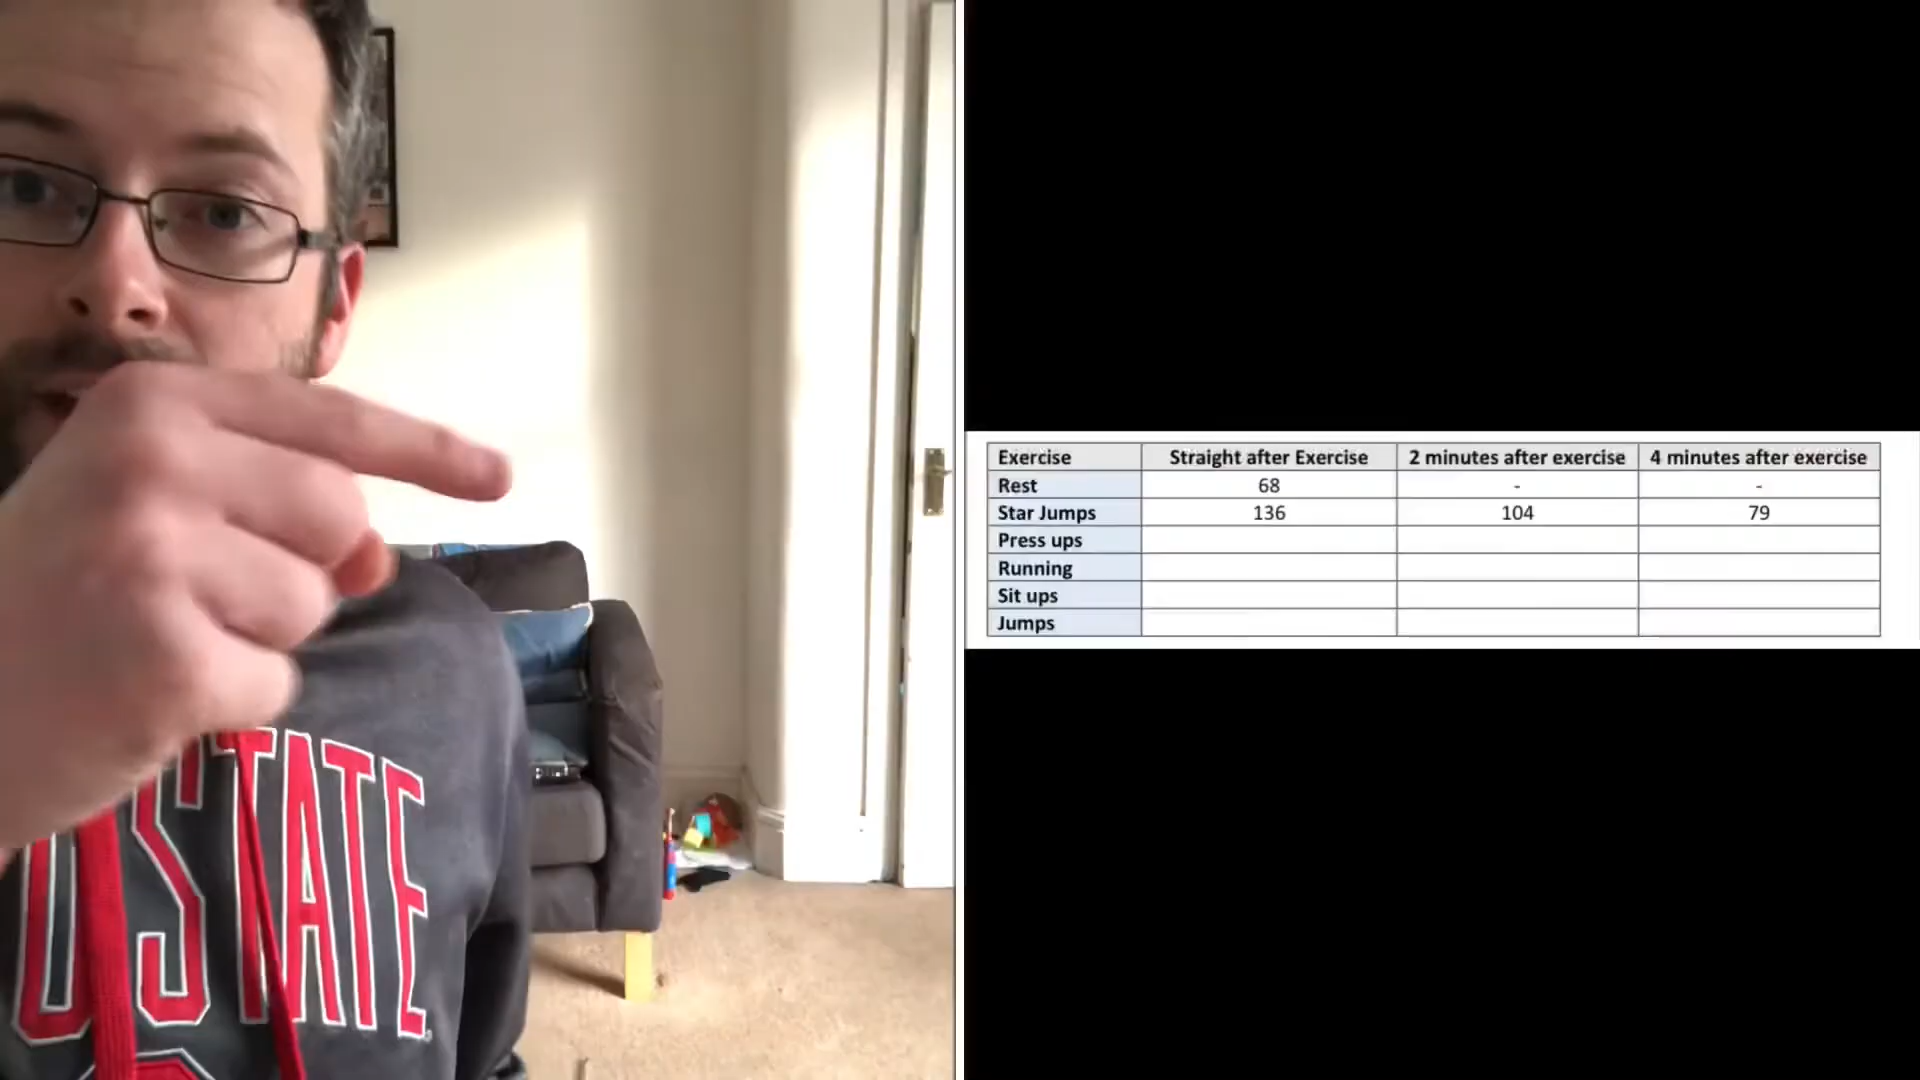 OSTATE
Exercise Straight after Exercise 2 minutes after exercise 4 minutes after exercise
Rest 68 - -
Star Jumps 136 104 79
Press ups
Running
Sit ups
Jumps